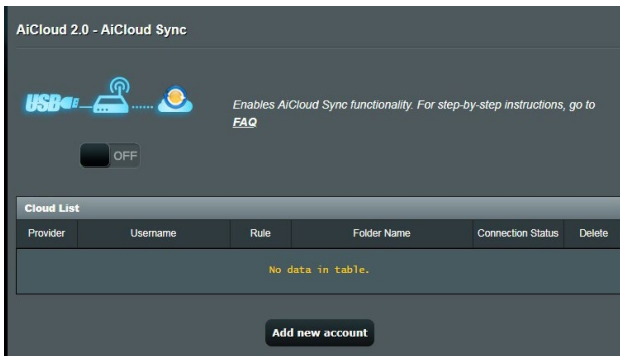 AiCloud 2.0 - AiCloud Sync
USB
Enables AiCloud Sync functionality. For step-by-step instructions, go to
FAQ
OFF
Cloud List
Provider Username Rule Folder Name Connection Status Delete
No data in table.
Add new account